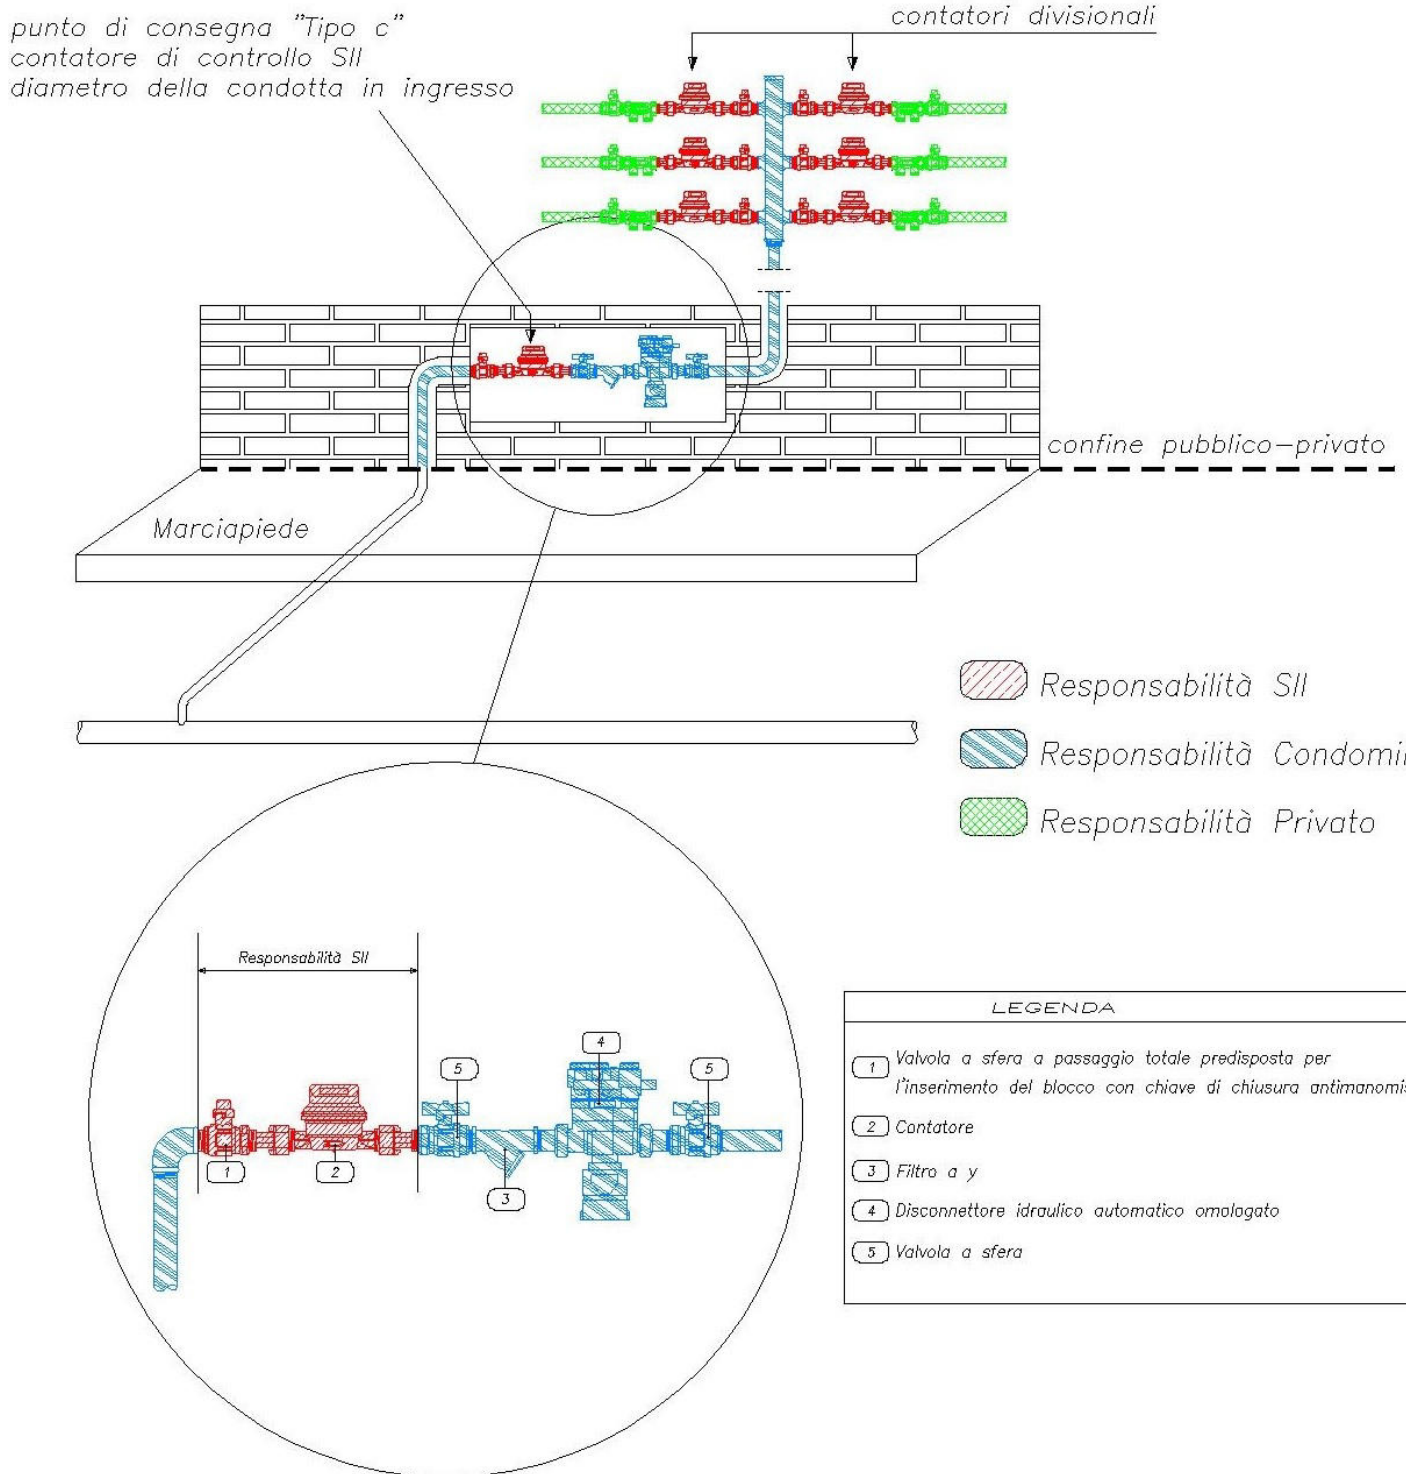 punto di consegna "Tipo c"
contatore di controllo SII
diametro della condotta in ingresso
contatori divisionali
confine pubblico-privato
Marciapiede
Responsabilità SII
Responsabilità
Responsabilità Privato
Responsabilità SII
1
2
3
4
5
5
LEGENDA
1 Valvola a sfera a passaggio totale predisposta per
l'inserimento del blocco con chiave di chiusura
2 Contatore
3 Filtro a y
4 Disconnettore idraulico automatico omologato
5 Valvola a sfera